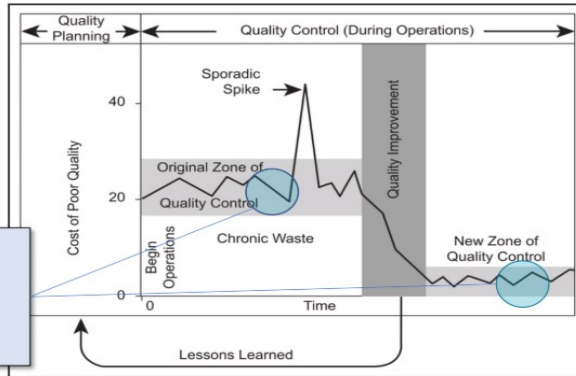 Quality
Planning
Quality Control (During Operations)
Sporadic
Spike
40
Cost of Poor Quality
Original Zone of
Quality Control
20
Quality Improvement
Chronic Waste
Begin
Operations
New Zone of
Quality Control
0
0
Time
Lessons Learned